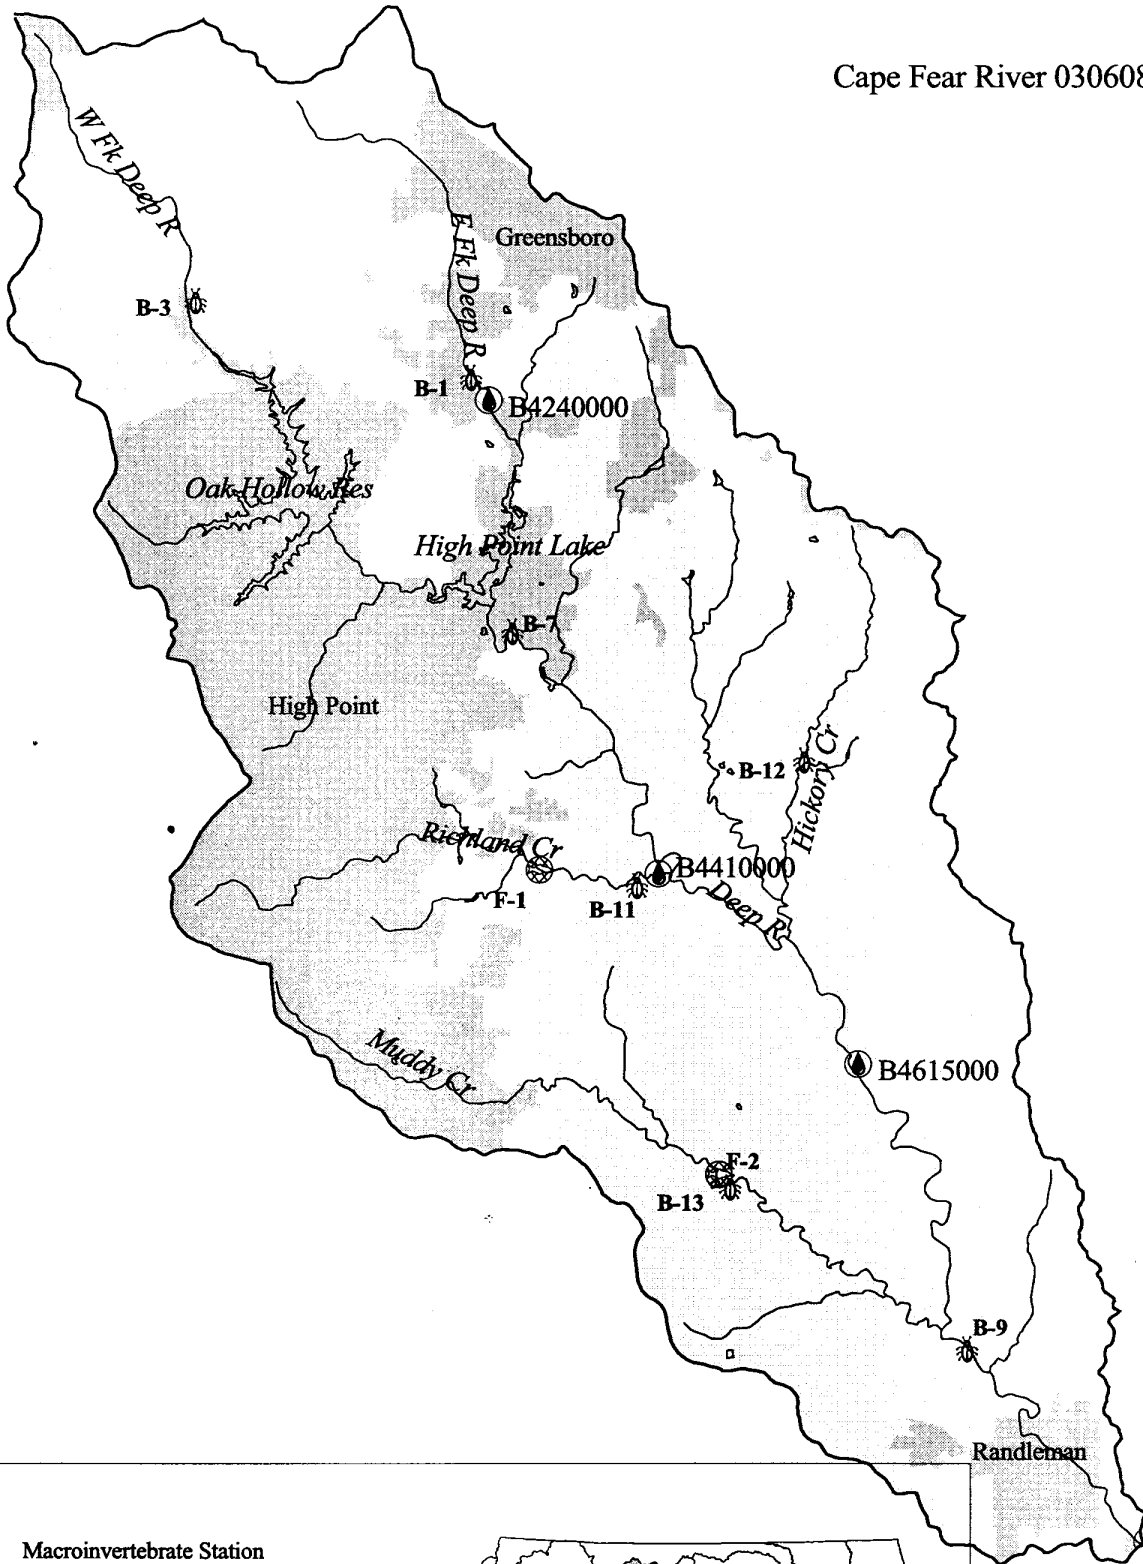 Cape Fear River 030608
W Fk Deep R
E Fk Deep R
Greensboro
B-3
B-1
B4240000
Oak Hollow Res
High Point Lake
B-7
High Point
B-12
Hickory Cr
Richland Cr
B4410000
F-1
B-11
Deep R
Muddy Cr
B4615000
F-2
B-13
B-9
Randleman
Macroinvertebrate Station